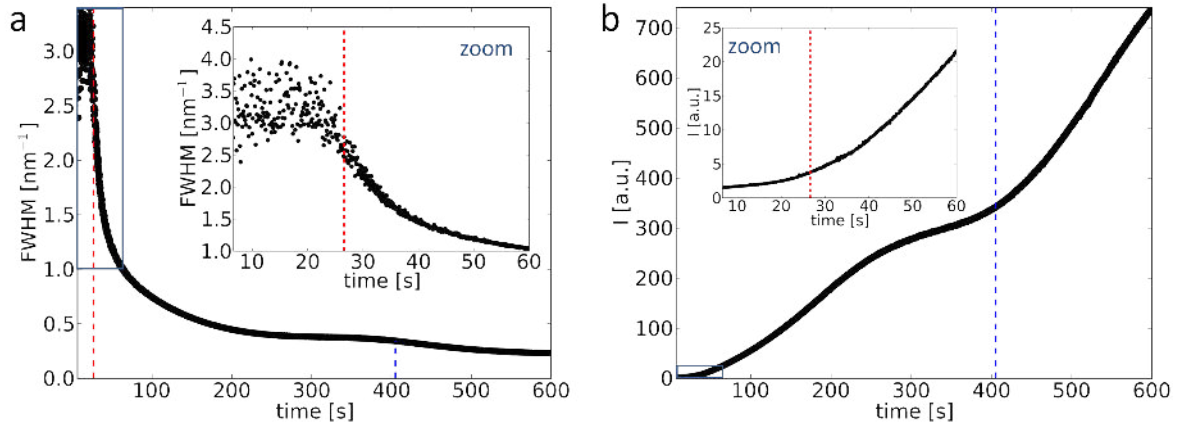 a
FWHM [nm⁻¹]
3.0
2.5
2.0
1.5
1.0
0.5
0.0
100 200 300 400 500 600
time [s]
zoom
FWHM [nm⁻¹]
4.5
4.0
3.5
3.0
2.5
2.0
1.5
1.0
10 20 30 40 50 60
time [s]
b
I [a.u.]
700
600
500
400
300
200
100
0
100 200 300 400 500 600
time [s]
zoom
I [a.u.]
25
20
15
10
5
0
10 20 30 40 50 60
time [s]